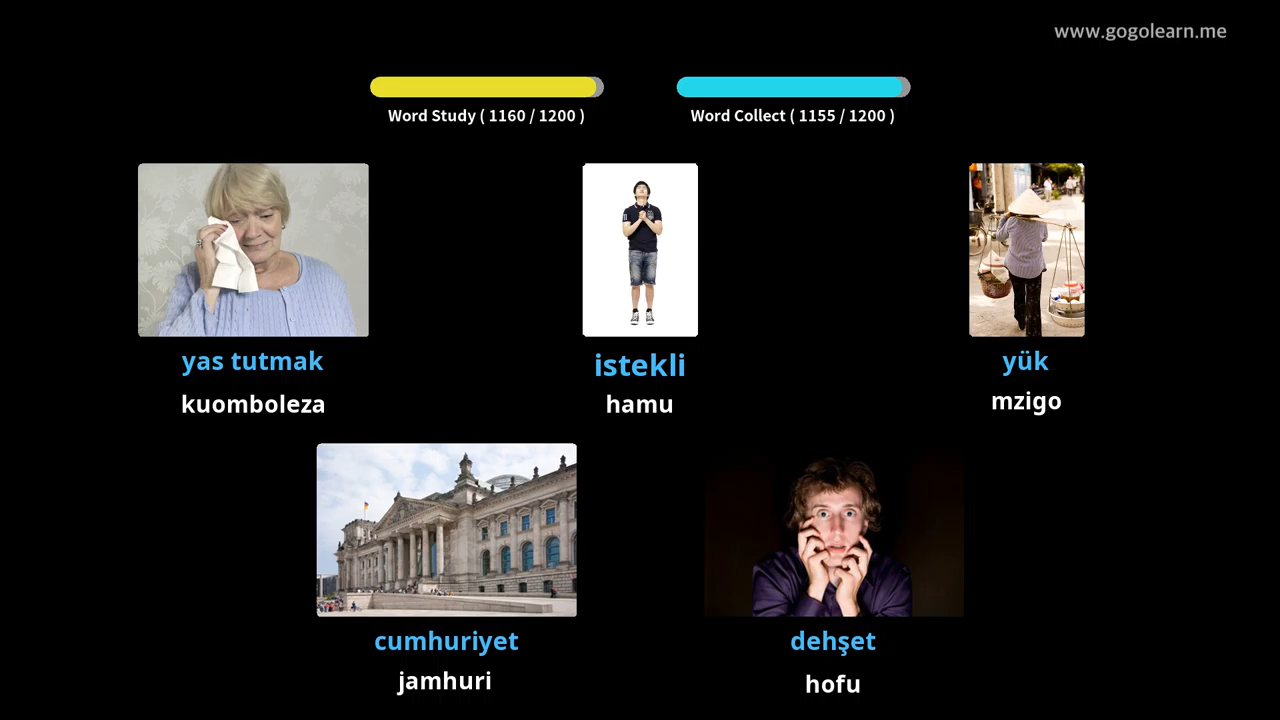 www.gogolearn.me
Word Study ( 1160 / 1200 )
Word Collect ( 1155 / 1200 )
yas tutmak
kuomboleza
istekli
hamu
yük
mzigo
cumhuriyet
jamhuri
dehşet
hofu